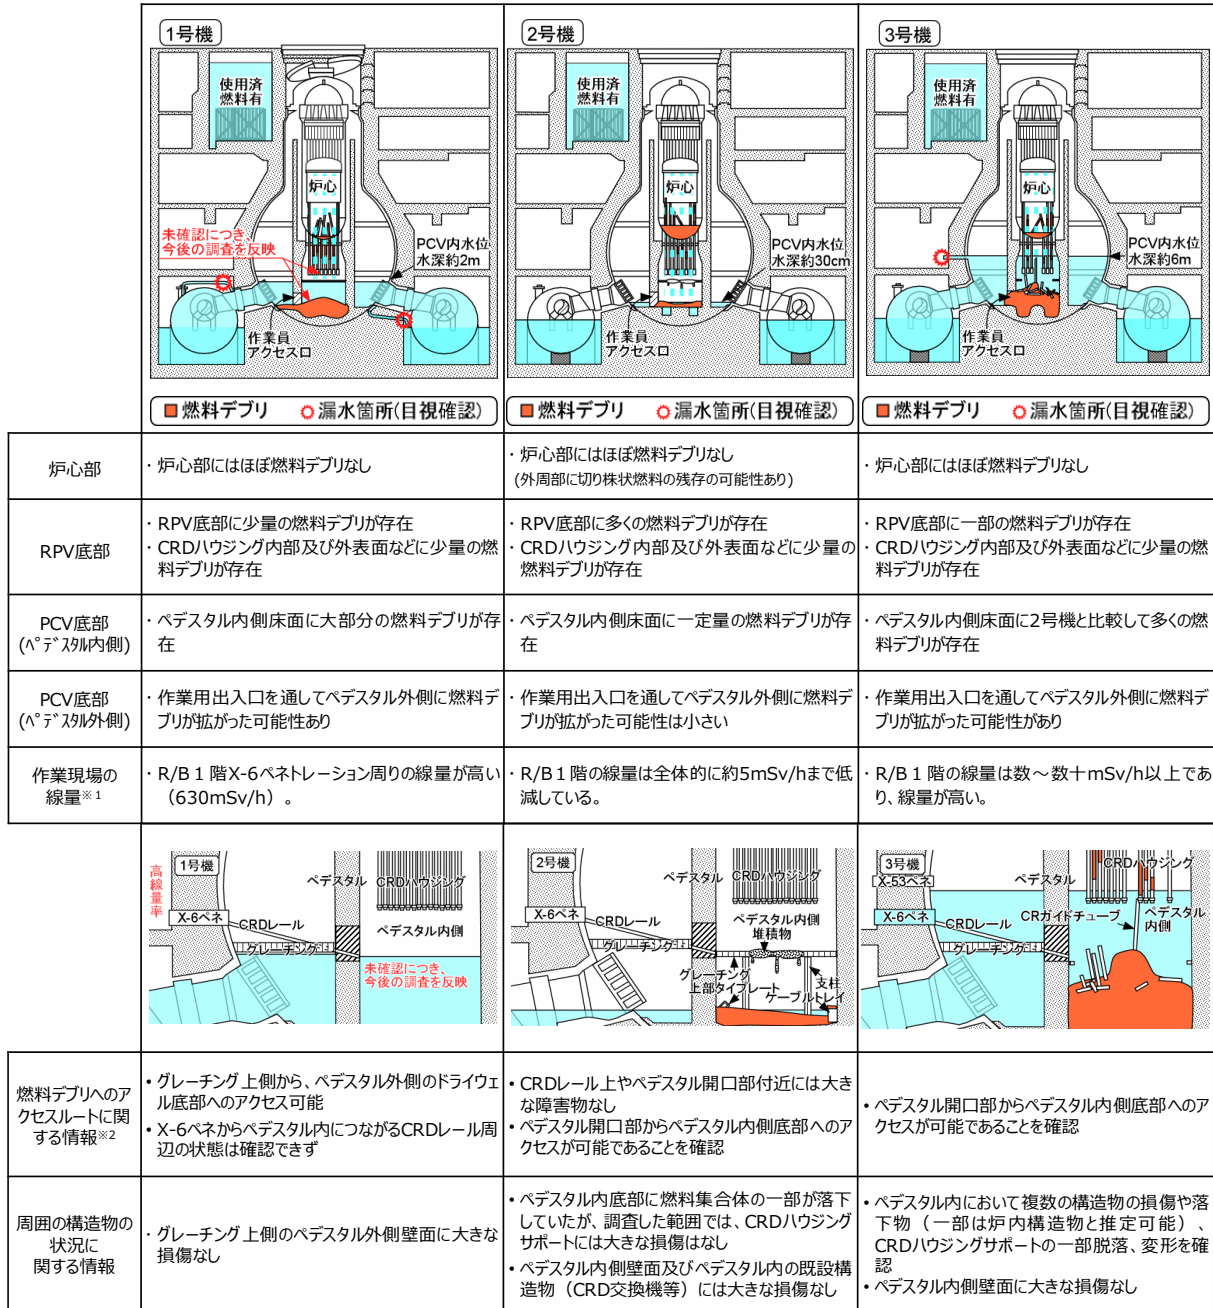 1号機
使用済
燃料有
炉心
未確認につき、
今後の調査を反映
PCV内水位
水深約2m
作業員
アクセス口
燃料デブリ
漏水箇所(目視確認)
2号機
使用済
燃料有
炉心
PCV内水位
水深約30cm
作業員
アクセス口
燃料デブリ
漏水箇所(目視確認)
3号機
使用済
燃料有
炉心
PCV内水位
水深約6m
作業員
アクセス口
燃料デブリ
漏水箇所(目視確認)
炉心部
・炉心部にはほぼ燃料デブリなし
・炉心部にはほぼ燃料デブリなし
(外周部に切り株状燃料の残存の可能性あり)
・炉心部にはほぼ燃料デブリなし
RPV底部
・RPV底部に少量の燃料デブリが存在
・CRDハウジング内部及び外表面などに少量の燃
料デブリが存在
・RPV底部に多くの燃料デブリが存在
・CRDハウジング内部及び外表面などに少量の
燃料デブリが存在
・RPV底部に一部の燃料デブリが存在
・CRDハウジング内部及び外表面などに少量の
燃料デブリが存在
PCV底部
(ペデスタル内側)
・ペデスタル内側床面に大部分の燃料デブリが存
在
・ペデスタル内側床面に一定量の燃料デブリが存
在
・ペデスタル内側床面に2号機と比較して多くの燃
料デブリが存在
PCV底部
(ペデスタル外側)
・作業用出入口を通してペデスタル外側に燃料デ
ブリが拡がった可能性あり
・作業用出入口を通してペデスタル外側に燃料デ
ブリが拡がった可能性は小さい
・作業用出入口を通してペデスタル外側に燃料デ
ブリが拡がった可能性があり
作業現場の
線量※1
・R/B１階X-6ペネトレーション周りの線量が高い
（630mSv/h）。
・R/B１階の線量は全体的に約5mSv/hまで低
減している。
・R/B１階の線量は数～数十mSv/h以上であ
り、線量が高い。
1号機
高線量率
ペデスタル
CRDハウジング
X-6ペネ
CRDレール
ペデスタル内側
グレーチング
未確認につき、
今後の調査を反映
2号機
ペデスタル
CRDハウジング
X-6ペネ
CRDレール
ペデスタル内側
堆積物
グレーチング
グレーチング
上部タイプレート
支柱
ケーブルトレイ
3号機
CRDハウジング
X-53ペネ
ペデスタル
X-6ペネ
CRDレール
CRガイドチューブ
ペデスタル
内側
グレーチング
燃料デブリへのア
クセスルートに関
する情報※2
•グレーチング上側から、ペデスタル外側のドライウェ
ル底部へのアクセス可能
•X-6ペネからペデスタル内につながるCRDレール周
辺の状態は確認できず
•CRDレール上やペデスタル開口部付近には大き
な障害物なし
•ペデスタル開口部からペデスタル内側底部へのア
クセスが可能であることを確認
•ペデスタル開口部からペデスタル内側底部へのア
クセスが可能であることを確認
周囲の構造物の
状況に
関する情報
・グレーチング上側のペデスタル外側壁面に大きな
損傷なし
•ペデスタル内底部に燃料集合体の一部が落下
していたが、調査した範囲では、CRDハウジング
サポートには大きな損傷はなし
•ペデスタル内側壁面及びペデスタル内の既設構
造物（CRD交換機等）には大きな損傷なし
•ペデスタル内において複数の構造物の損傷や落
下物（一部は炉内構造物と推定可能）、
CRDハウジングサポートの一部脱落、変形を確
認
•ペデスタル内側壁面に大きな損傷なし